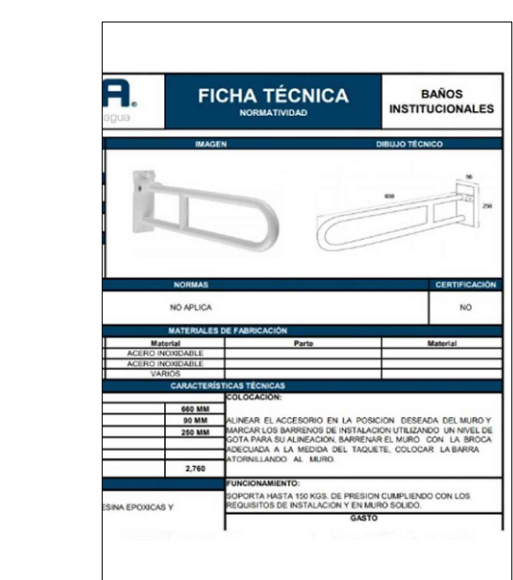 A.
agua
FICHA TÉCNICA
NORMATIVIDAD
BAÑOS
INSTITUCIONALES
IMAGEN
DIBUJO TÉCNICO
90
660
250
NORMAS
CERTIFICACIÓN
NO APLICA
NO
MATERIALES DE FABRICACIÓN
Material
Parte
Material
ACERO INOXIDABLE
ACERO INOXIDABLE
VARIOS
CARACTERÍSTICAS TÉCNICAS
660 MM
90 MM
250 MM
2,760
COLOCACIÓN:
ALINEAR EL ACCESORIO EN LA POSICION DESEADA DEL MURO Y
MARCAR LOS BARRENOS DE INSTALACION UTILIZANDO UN NIVEL DE
GOTA PARA SU ALINEACION, BARRENAR EL MURO CON LA BROCA
ADECUADA A LA MEDIDA DEL TAQUETE, COLOCAR LA BARRA
ATORNILLANDO AL MURO.
FUNCIONAMIENTO:
SOPORTA HASTA 150 KGS. DE PRESION CUMPLIENDO CON LOS
REQUISITOS DE INSTALACION Y EN MURO SOLIDO.
ESINA EPOXICAS Y
GASTO